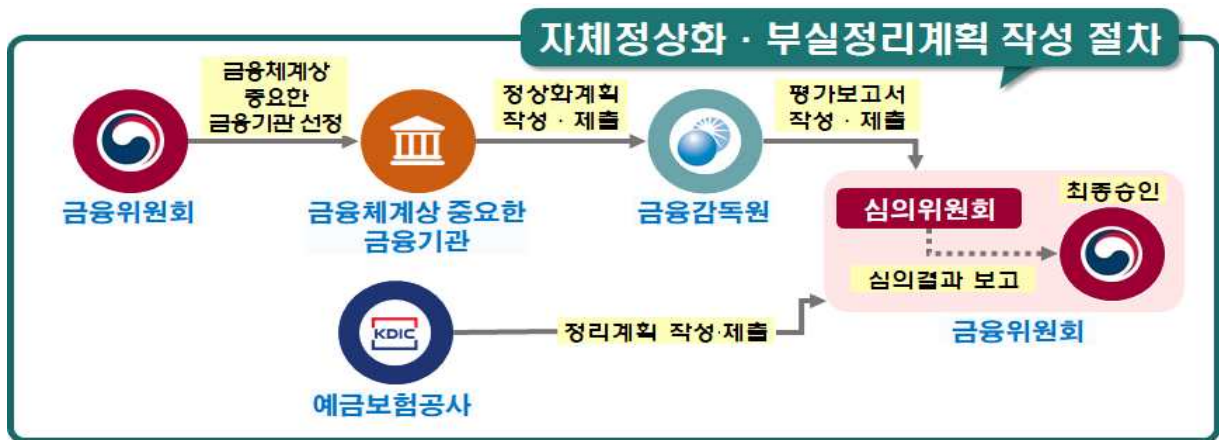 자체정상화 · 부실정리계획 작성 절차
금융체계상
중요한
금융기관 선정
정상화계획
작성 · 제출
평가보고서
작성 · 제출
금융위원회
금융체계상 중요한
금융기관
금융감독원
심의위원회
최종승인
심의결과 보고
금융위원회
KDIC
정리계획 작성·제출
예금보험공사